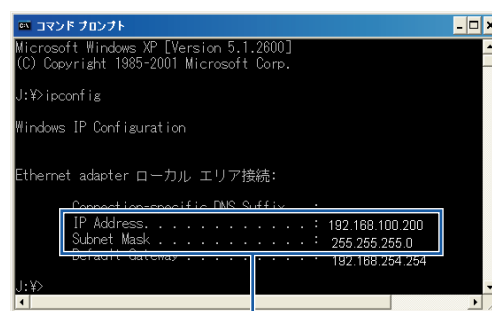 コマンド プロンプト
Microsoft Windows XP [Version 5.1.2600]
(C) Copyright 1985-2001 Microsoft Corp.
J:¥>ipconfig
Windows IP Configuration
Ethernet adapter ローカル エリア接続:
Connection-specific DNS Suffix . :
IP Address. . . . . . . . . . . . : 192.168.100.200
Subnet Mask . . . . . . . . . . . : 255.255.255.0
Default Gateway . . . . . . . . . : 192.168.254.254
J:¥>